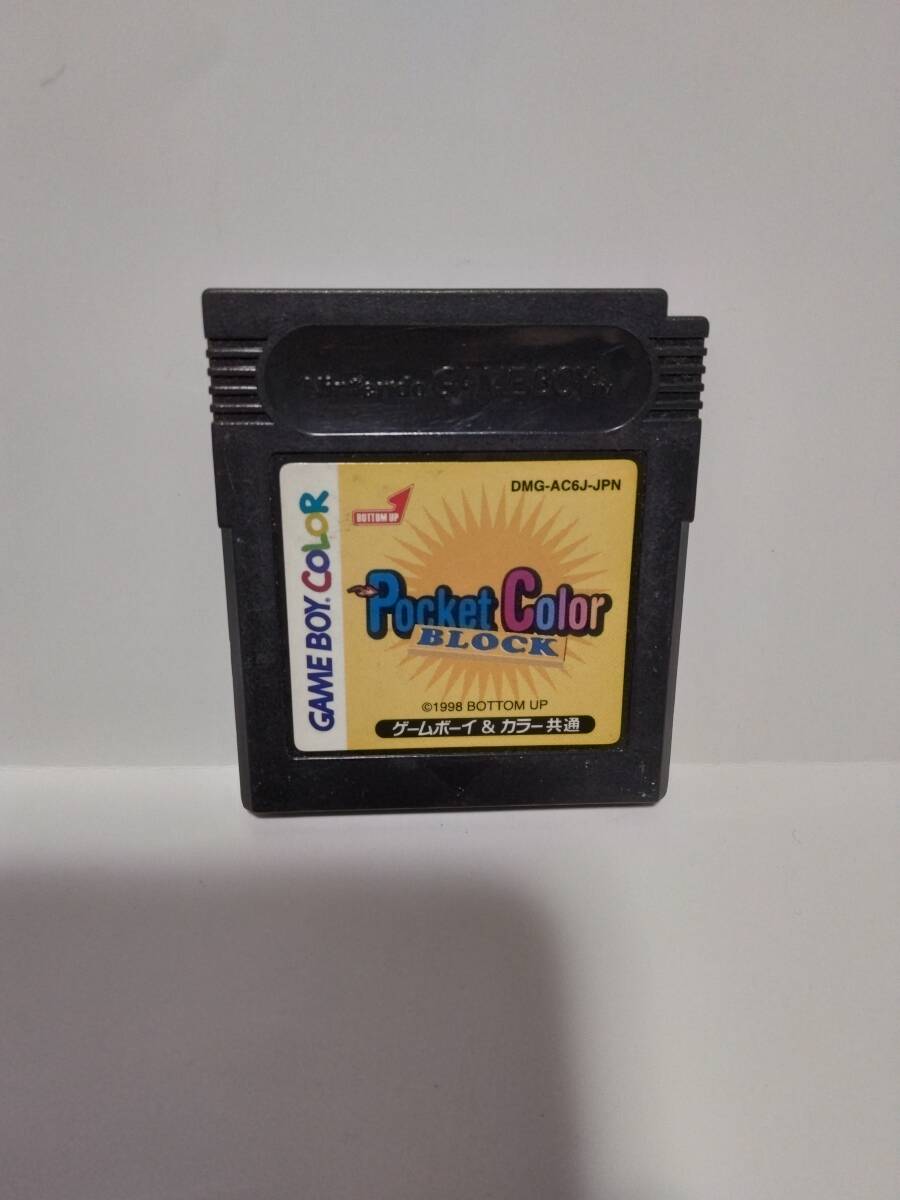 Nintendo GAME BOY
DMG-AC6J-JPN
BOTTOM UP
GAME BOY COLOR
Pocket Color
BLOCK
©1998 BOTTOM UP
ゲームボーイ & カラー共通